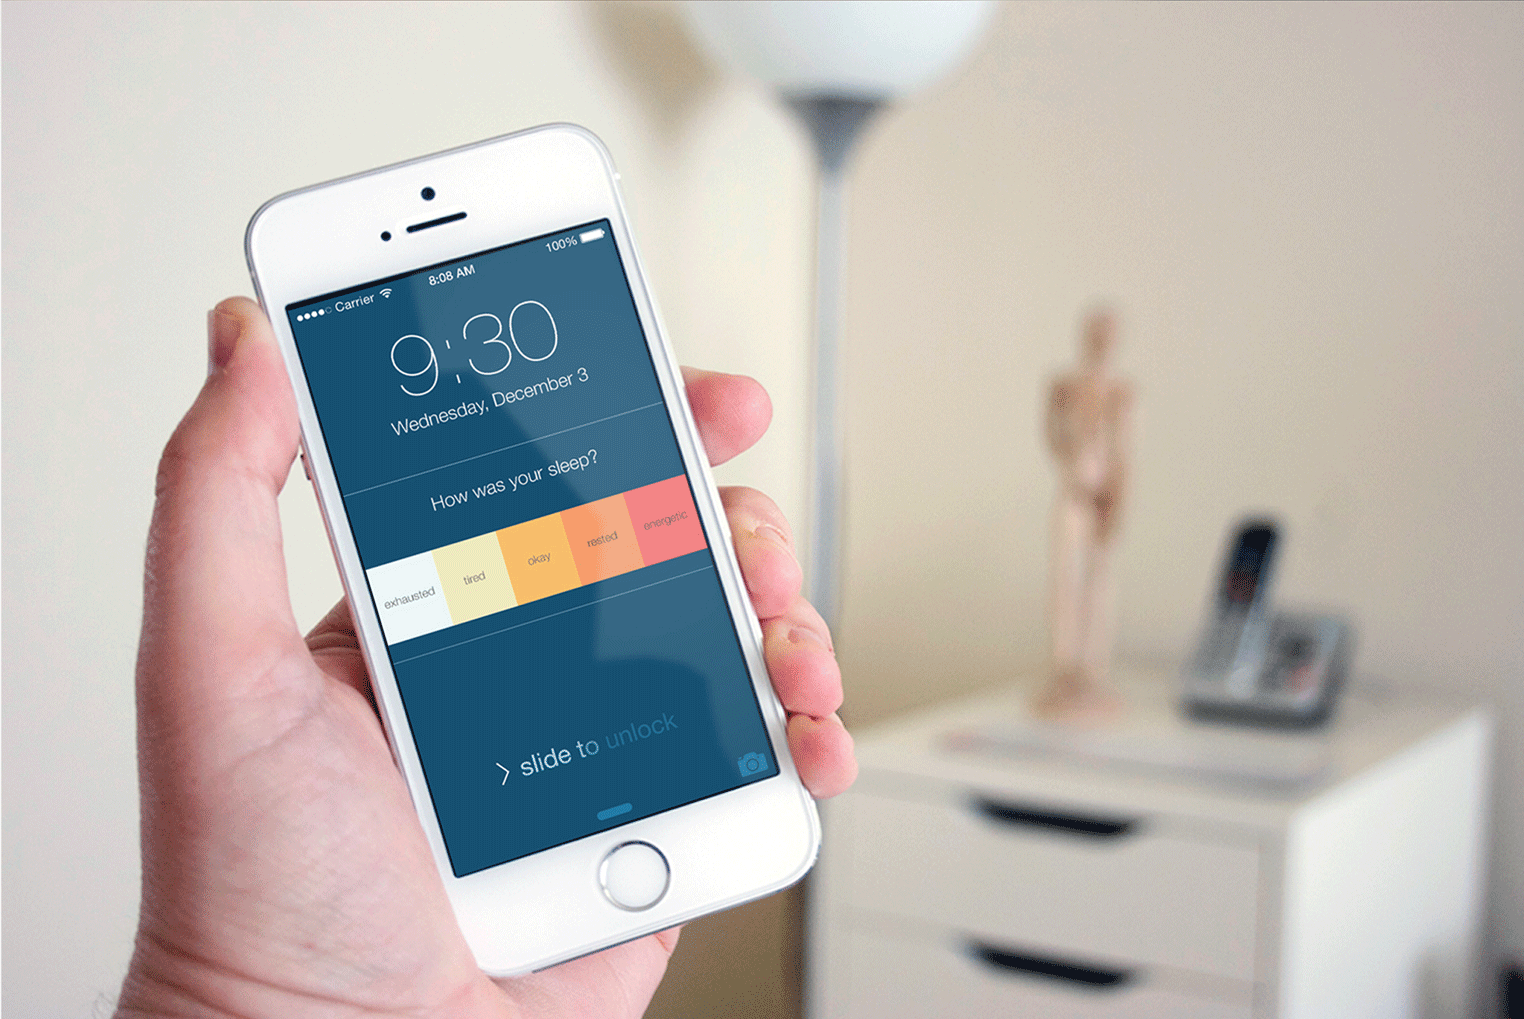 Carrier 8:08 AM 100%
9:30
Wednesday, December 3
How was your sleep?
exhausted tired okay rested energetic
> slide to unlock